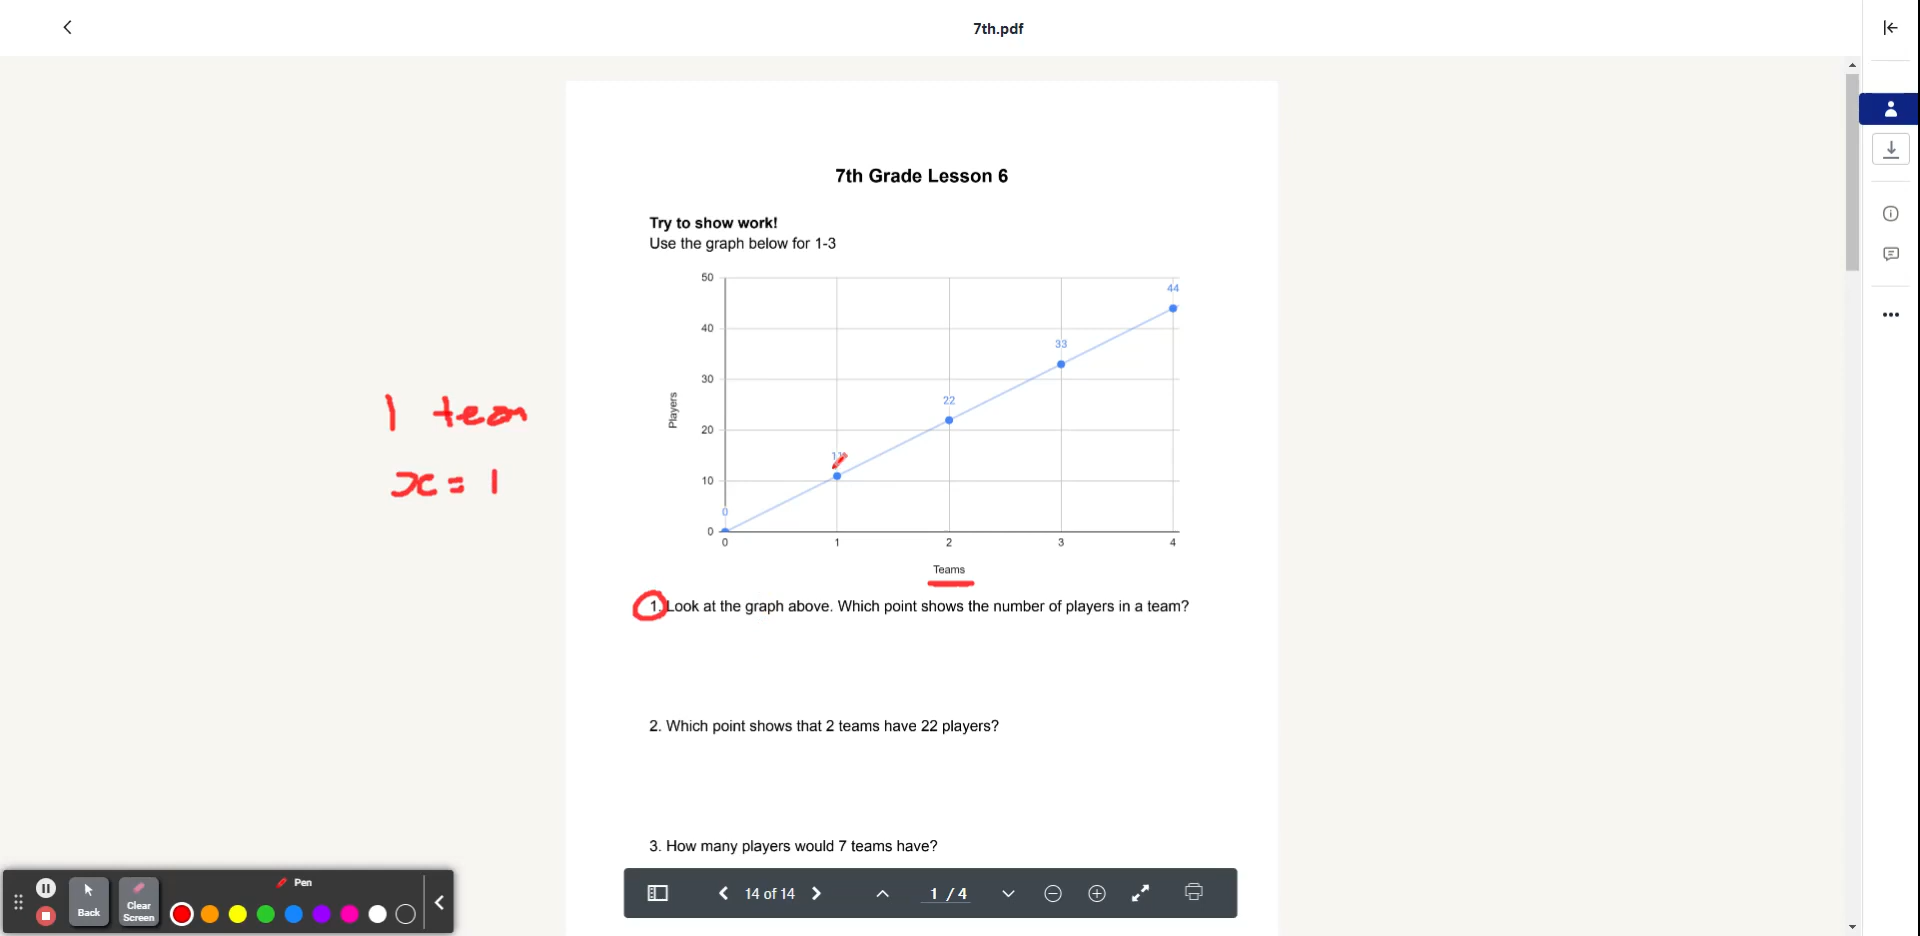 7th.pdf
7th Grade Lesson 6
Try to show work!
Use the graph below for 1-3
50
40
30
20
10
0
Players
0
22
33
44
0
1
2
3
4
Teams
1 team
x = 1
1. Look at the graph above. Which point shows the number of players in a team?
2. Which point shows that 2 teams have 22 players?
3. How many players would 7 teams have?
14 of 14
1 / 4
Back
Clear
Screen
Pen